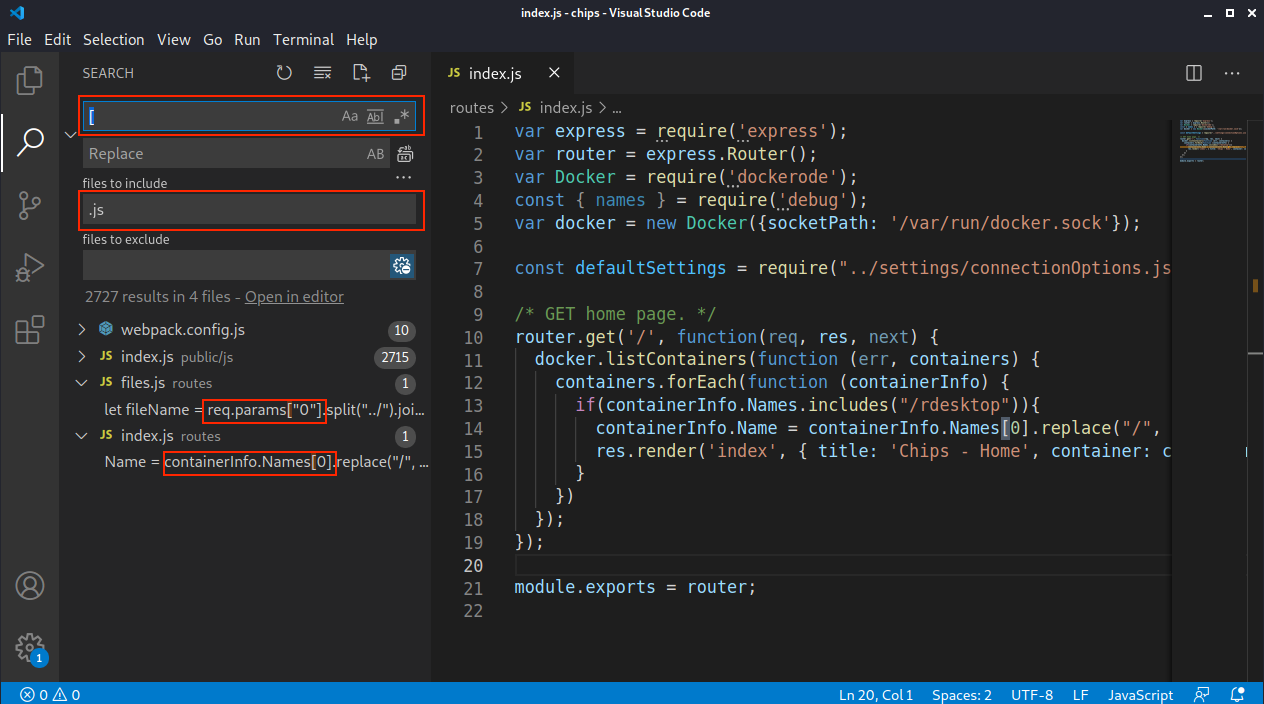 index.js - chips - Visual Studio Code
File Edit Selection View Go Run Terminal Help
SEARCH
[
Aa Abl .*
Replace
AB
files to include
...
.js
files to exclude
2727 results in 4 files - Open in editor
webpack.config.js 10
JS index.js public/js 2715
JS files.js routes 1
let fileName = req.params["0"].split("../").joi...
JS index.js routes 1
Name = containerInfo.Names[0].replace("/", ...
1
JS index.js
routes > JS index.js > ...
1 var express = require('express');
2 var router = express.Router();
3 var Docker = require('dockerode');
4 const { names } = require('debug');
5 var docker = new Docker({socketPath: '/var/run/docker.sock'});
6
7 const defaultSettings = require("../settings/connectionOptions.js
8
9 /* GET home page. */
10 router.get('/', function(req, res, next) {
11 docker.listContainers(function (err, containers) {
12 containers.forEach(function (containerInfo) {
13 if(containerInfo.Names.includes("/rdesktop")){
14 containerInfo.Name = containerInfo.Names[0].replace("/",
15 res.render('index', { title: 'Chips - Home', container: c
16 }
17 })
18 });
19 });
20
21 module.exports = router;
22
0 0
Ln 20, Col 1 Spaces: 2 UTF-8 LF JavaScript